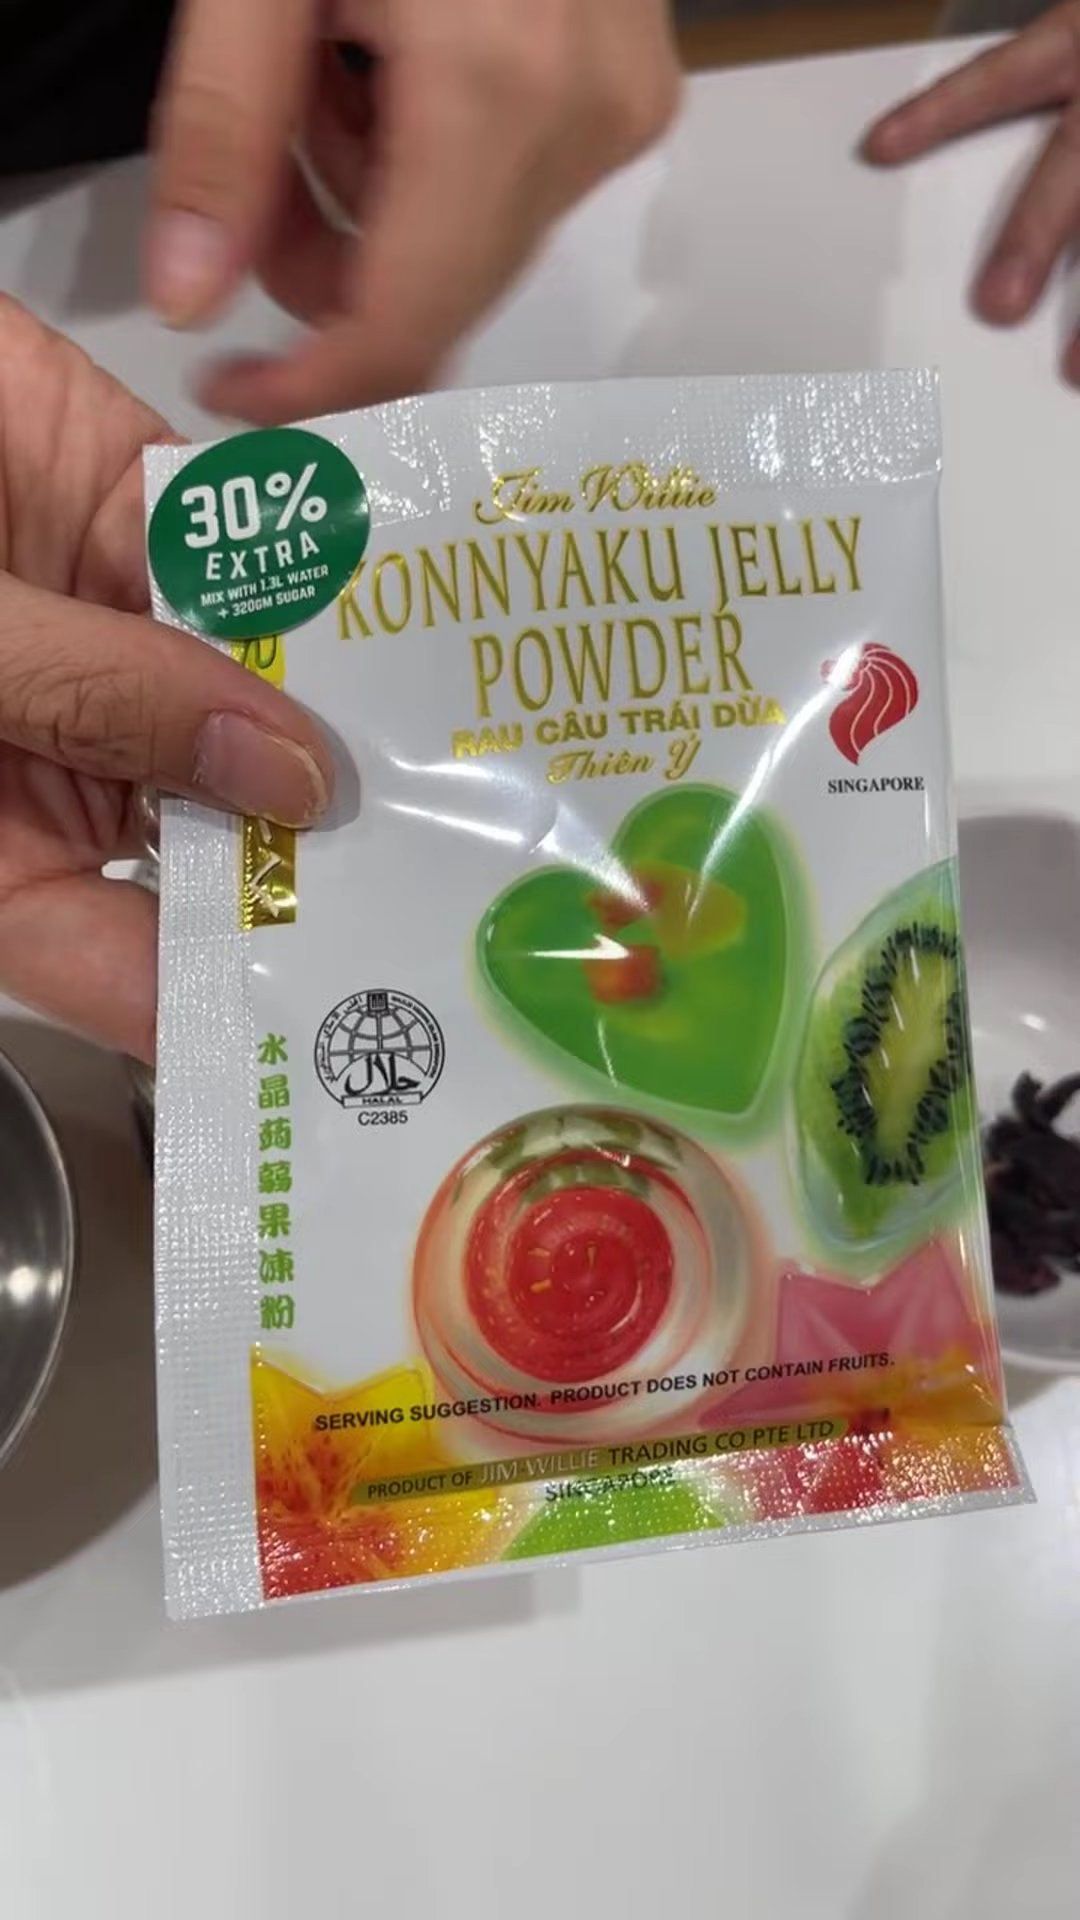 30%
EXTRA
MIX WITH 1.3L WATER
+ 320GM SUGAR
Jim Willie
KONNYAKU JELLY
POWDER
RAU CÂU TRÁI DỪA
Thiên Ý
SINGAPORE
HALAL
C2385
水晶蒟蒻果凍粉
SERVING SUGGESTION. PRODUCT DOES NOT CONTAIN FRUITS.
PRODUCT OF JIM-WILLIE TRADING CO PTE LTD
SINGAPORE